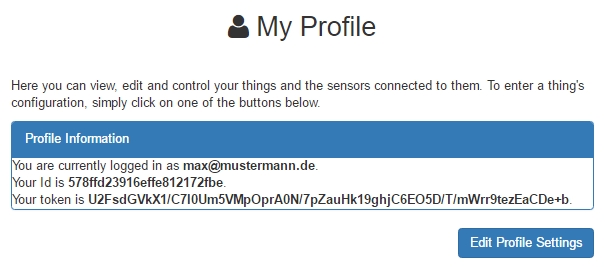 My Profile
Here you can view, edit and control your things and the sensors connected to them. To enter a thing's
configuration, simply click on one of the buttons below.
Profile Information
You are currently logged in as max@mustermann.de.
Your Id is 578ffd23916effe812172fbe.
Your token is U2FsdGVkX1/C7I0Um5VMpOprA0N/7pZauHk19ghjC6EO5D/T/mWrr9tezEaCDe+b.
Edit Profile Settings